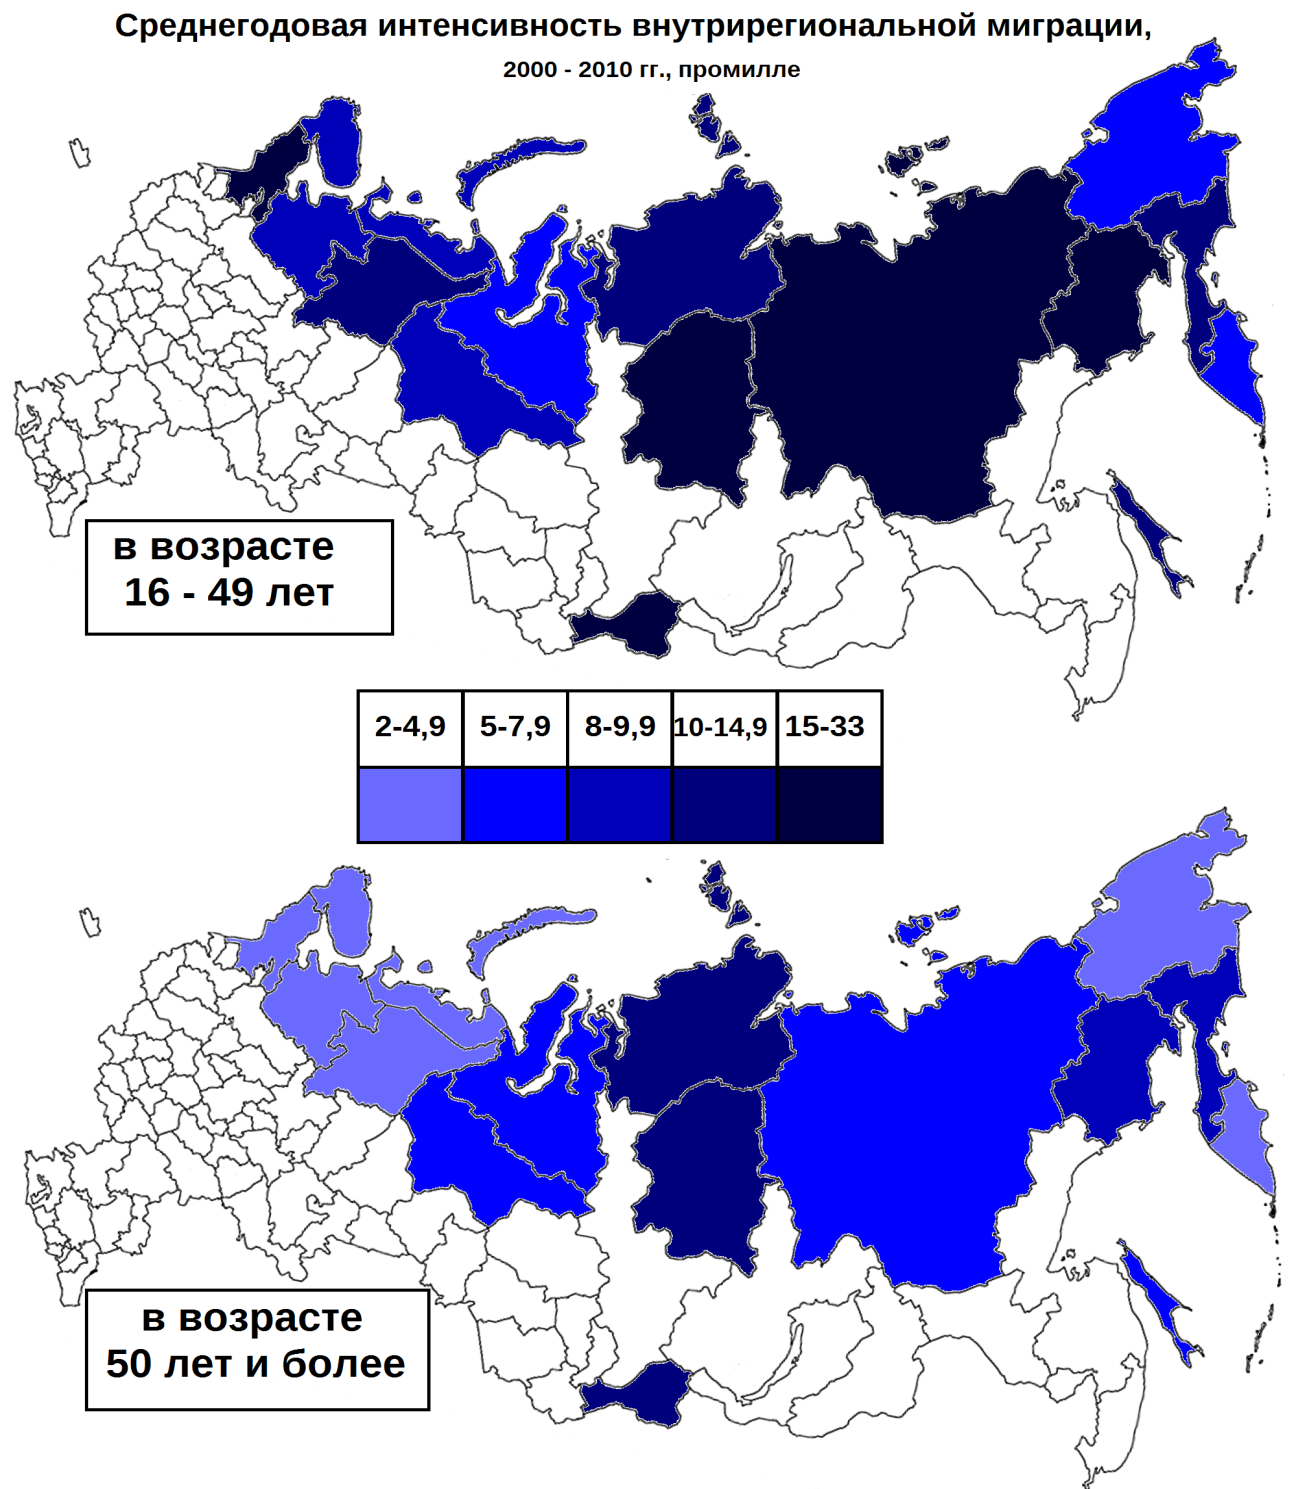 Среднегодовая интенсивность внутрирегиональной миграции,
2000 - 2010 гг., промилле
в возрасте
16 - 49 лет
2-4,9 5-7,9 8-9,9 10-14,9 15-33
в возрасте
50 лет и более